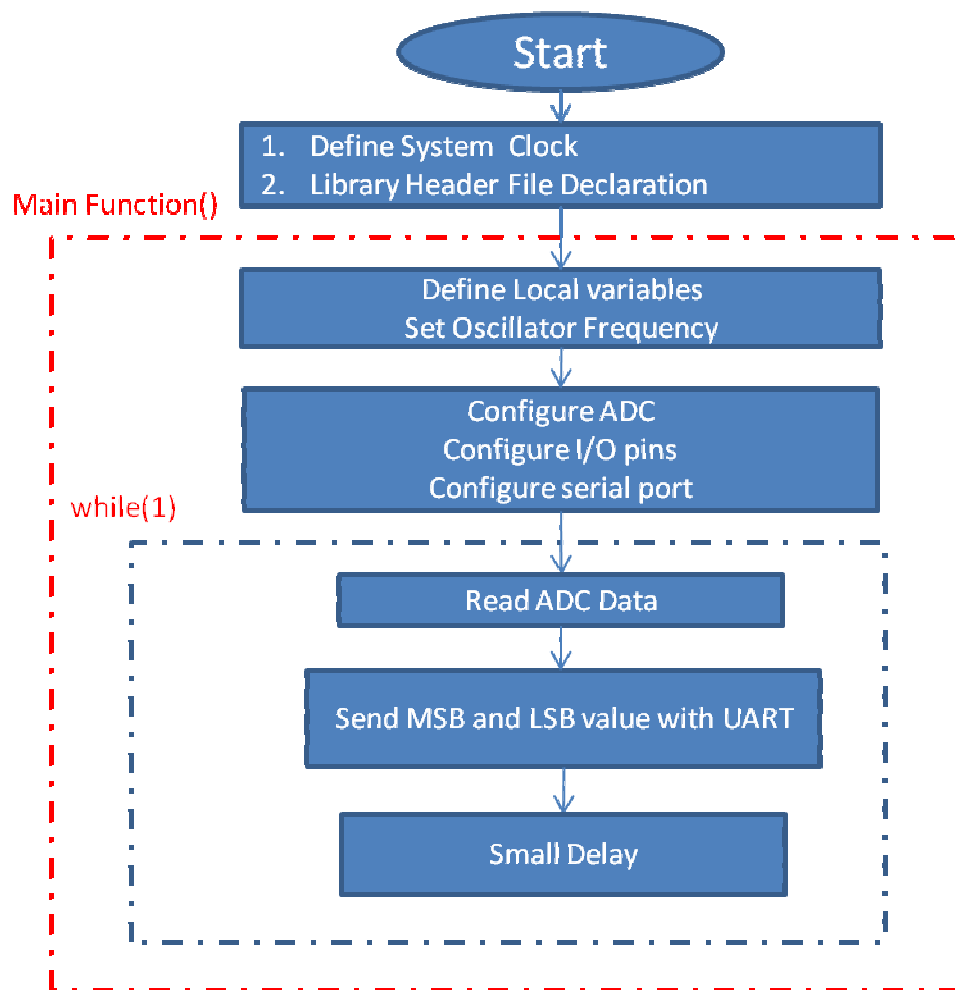 Start
1. Define System Clock
2. Library Header File Declaration
Main Function()
Define Local variables
Set Oscillator Frequency
Configure ADC
Configure I/O pins
Configure serial port
while(1)
Read ADC Data
Send MSB and LSB value with UART
Small Delay